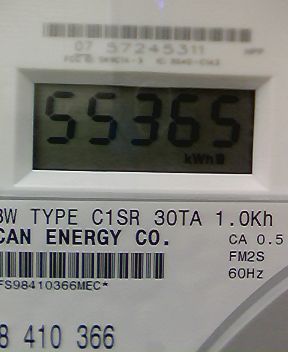 07 57245311
55365
kWh
3W TYPE C1SR 30TA 1.0Kh
CAN ENERGY CO.
CA 0.5
FM2S
60Hz
FS98410366MEC*
8 410 366